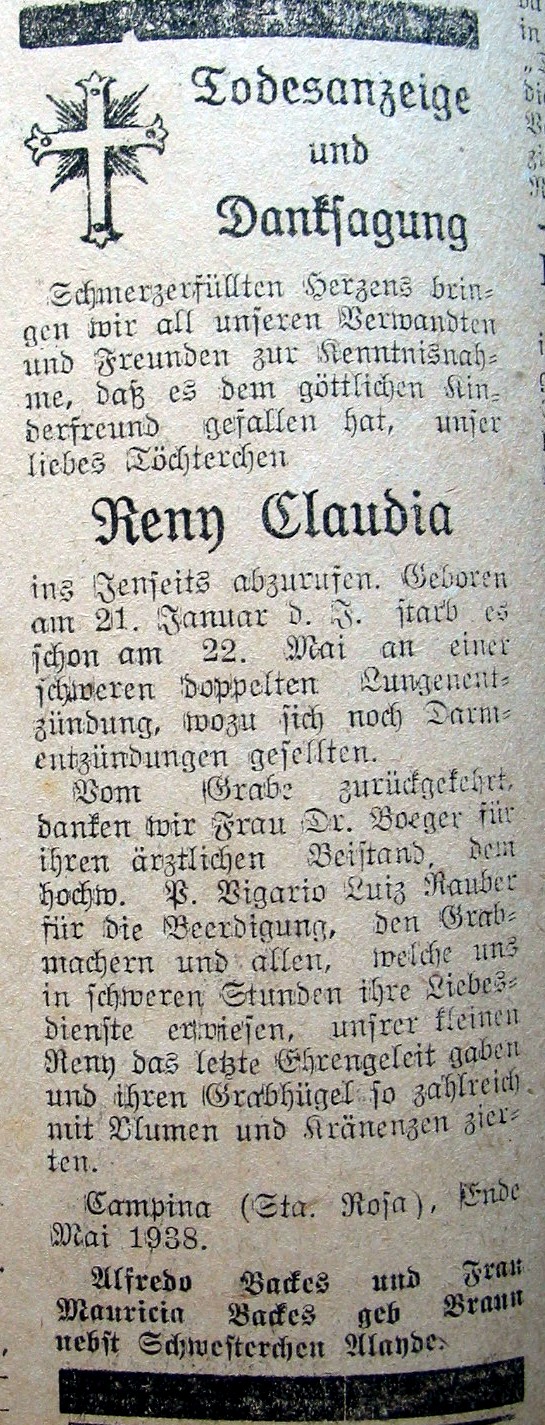 Todesanzeige
und
Danksagung
Schmerzerfüllten Herzens brin-
gen wir all unseren Verwandten
und Freunden zur Kenntnisnah-
me, daß es dem göttlichen Kin-
derfreund gefallen hat, unser
liebes Töchterchen
Reny Claudia
ins Jenseits abzurufen. Geboren
am 21. Januar d. J. starb es
schon am 22. Mai an einer
schweren doppelten Lungenent-
zündung, wozu sich noch Darm-
entzündungen gesellten.
Vom Grabe zurückgekehrt,
danken wir Frau Dr. Boeger für
ihren ärztlichen Beistand, dem
hochw. P. Vigario Luiz Rauber
für die Beerdigung, den Grab-
machern und allen, welche uns
in schweren Stunden ihre Liebes-
dienste erwiesen, unsrer kleinen
Reny das letzte Ehrengeleit gaben
und ihren Grabhügel so zahlreich
mit Blumen und Kränenzen zier-
ten.
Campina (Sta. Rosa), Ende
Mai 1938.
Alfredo Backes und Frau
Mauricia Backes geb Braun
nebst Schwesterchen Alayde.